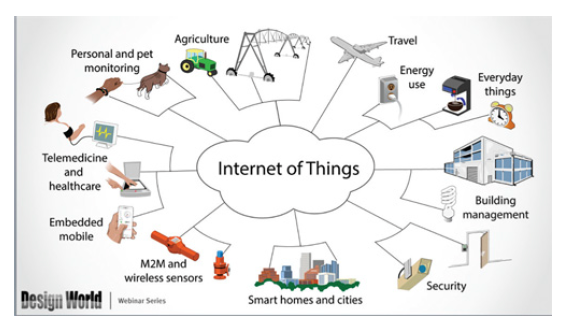 Agriculture
Travel
Personal and pet
monitoring
Energy
use
Everyday
things
Telemedicine
and
healthcare
Internet of Things
Building
management
Embedded
mobile
M2M and
wireless sensors
Smart homes and cities
Security
Design World | Webinar Series